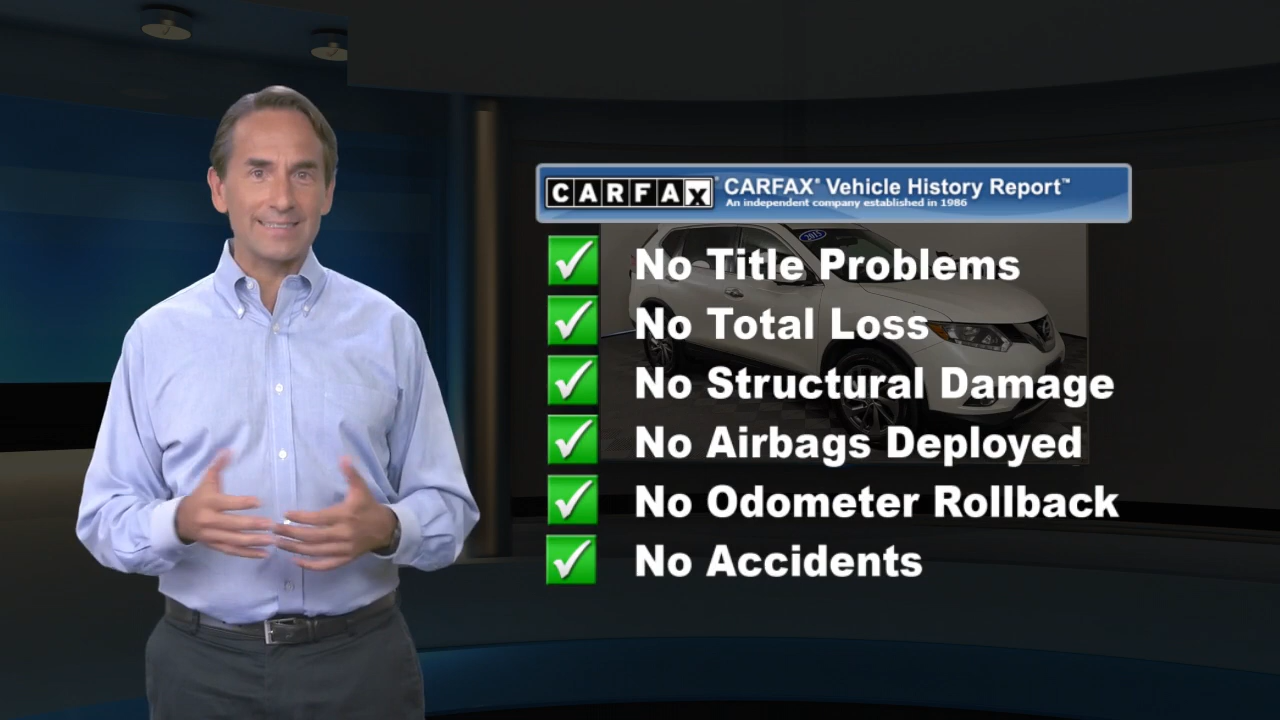 CARFAX
CARFAX® Vehicle History Report™
An independent company established in 1986
2015
No Title Problems
No Total Loss
No Structural Damage
No Airbags Deployed
No Odometer Rollback
No Accidents